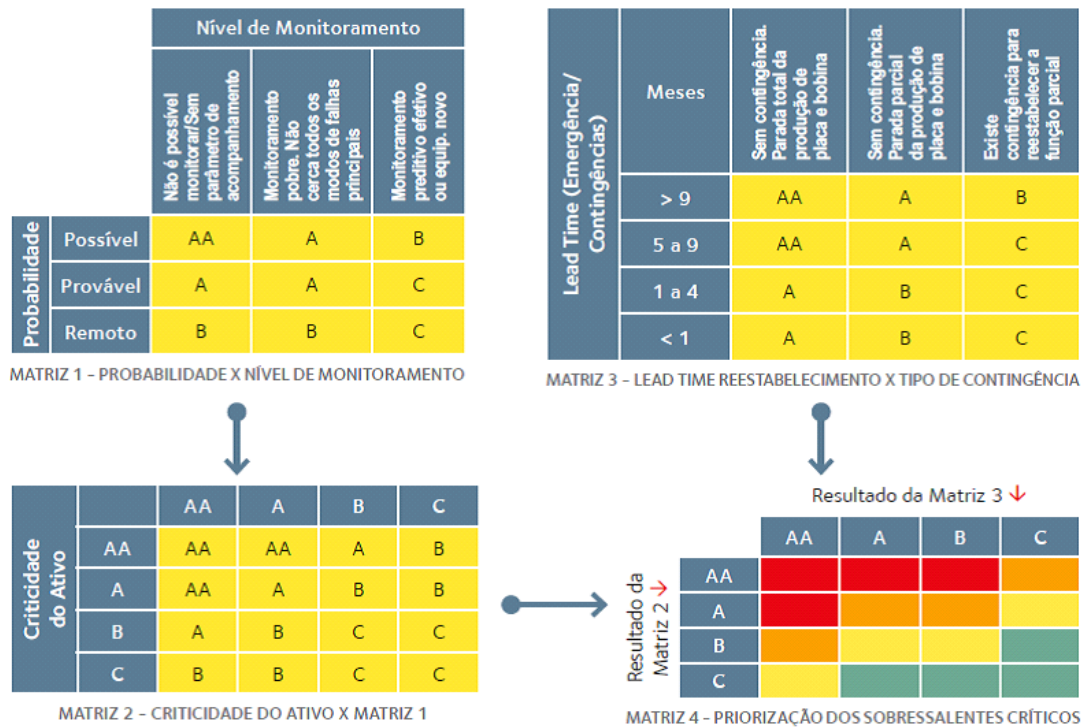 Nível de Monitoramento
Não é possível
monitorar/Sem
parâmetro de
acompanhamento
Monitoramento
pobre. Não
cerca todos os
modos de falhas
principais
Monitoramento
preditivo efetivo
ou equip. novo
Probabilidade
Possível AA A B
Provável A A C
Remoto B B C
MATRIZ 1 – PROBABILIDADE X NÍVEL DE MONITORAMENTO
Lead Time (Emergência/
Contingências)
Meses
Sem contingência.
Parada total da
produção de
placa e bobina
Sem contingência.
Parada parcial
da produção de
placa e bobina
Existe
contingência para
reestabelecer a
função parcial
> 9 AA A B
5 a 9 AA A C
1 a 4 A B C
< 1 A B C
MATRIZ 3 – LEAD TIME REESTABELECIMENTO X TIPO DE CONTINGÊNCIA
Criticidade
do Ativo
AA A B C
AA AA AA A B
A AA A B B
B A B C C
C B B C C
MATRIZ 2 – CRITICIDADE DO ATIVO X MATRIZ 1
Resultado da Matriz 3 ↓
AA A B C
Resultado da
Matriz 2 ↓
AA
A
B
C
MATRIZ 4 – PRIORIZAÇÃO DOS SOBRESSALENTES CRÍTICOS